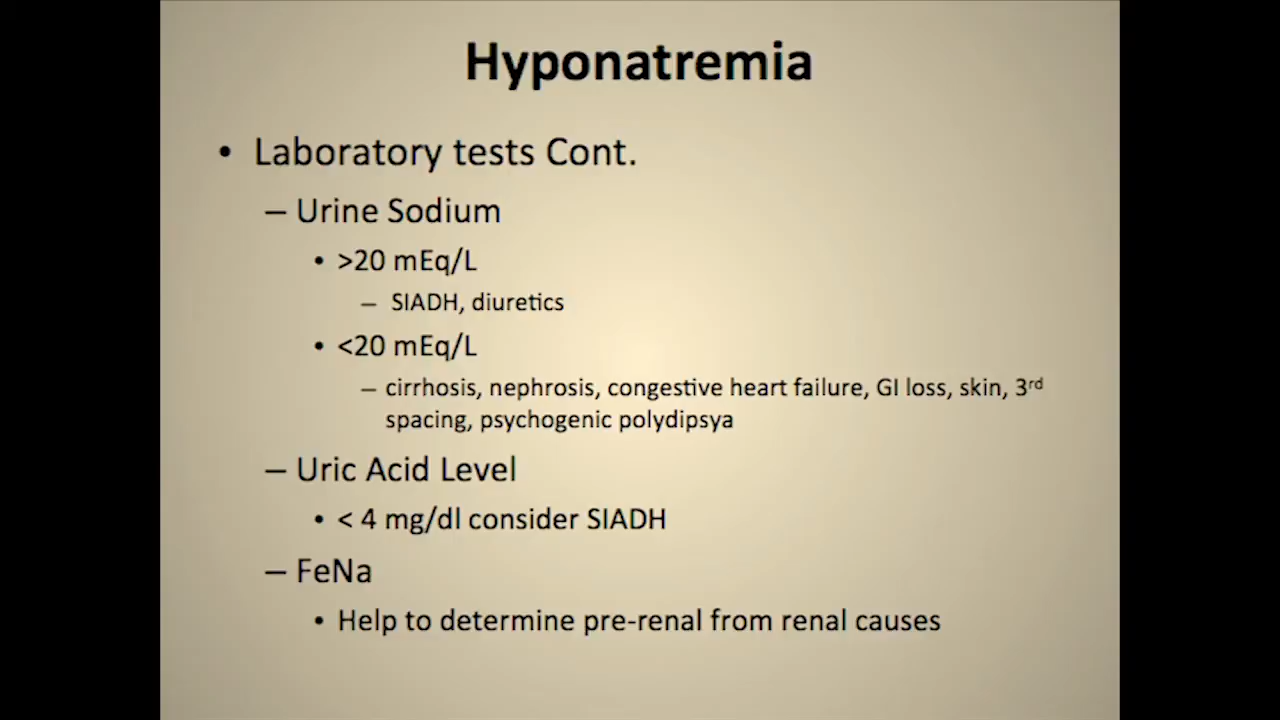 Hyponatremia
• Laboratory tests Cont.
– Urine Sodium
• >20 mEq/L
– SIADH, diuretics
• <20 mEq/L
– cirrhosis, nephrosis, congestive heart failure, GI loss, skin, 3rd
spacing, psychogenic polydipsya
– Uric Acid Level
• < 4 mg/dl consider SIADH
– FeNa
• Help to determine pre-renal from renal causes